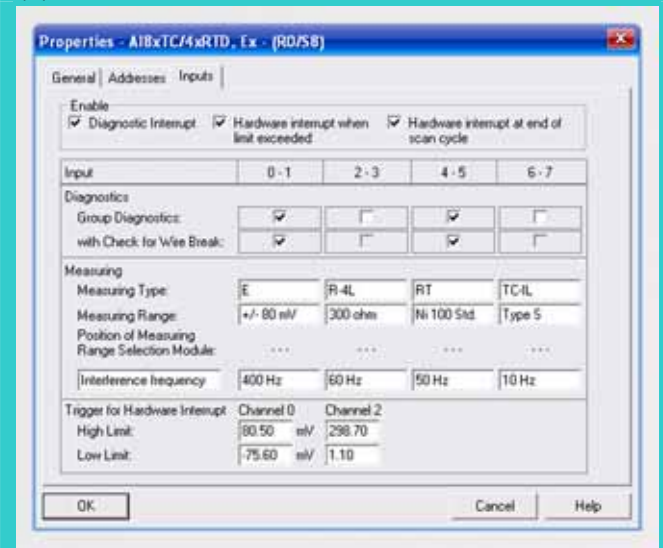 Properties - AI8xTC/4xRTD, Ex - (R0/S8)
General Addresses Inputs
Enable
Diagnostic Interrupt Hardware interrupt when limit exceeded Hardware interrupt at end of scan cycle
Input 0 - 1 2 - 3 4 - 5 6 - 7
Diagnostics
Group Diagnostics:
with Check for Wire Break:
Measuring
Measuring Type: E R-4L RT TC-IL
Measuring Range: +/- 80 mV 300 ohm Ni 100 Std. Type S
Position of Measuring
Range Selection Module: - - - - - - - - - - - -
Interference frequency 400 Hz 60 Hz 50 Hz 10 Hz
Trigger for Hardware Interrupt Channel 0 Channel 2
High Limit: 80.50 mV 298.70
Low Limit: -75.60 mV 1.10
OK Cancel Help